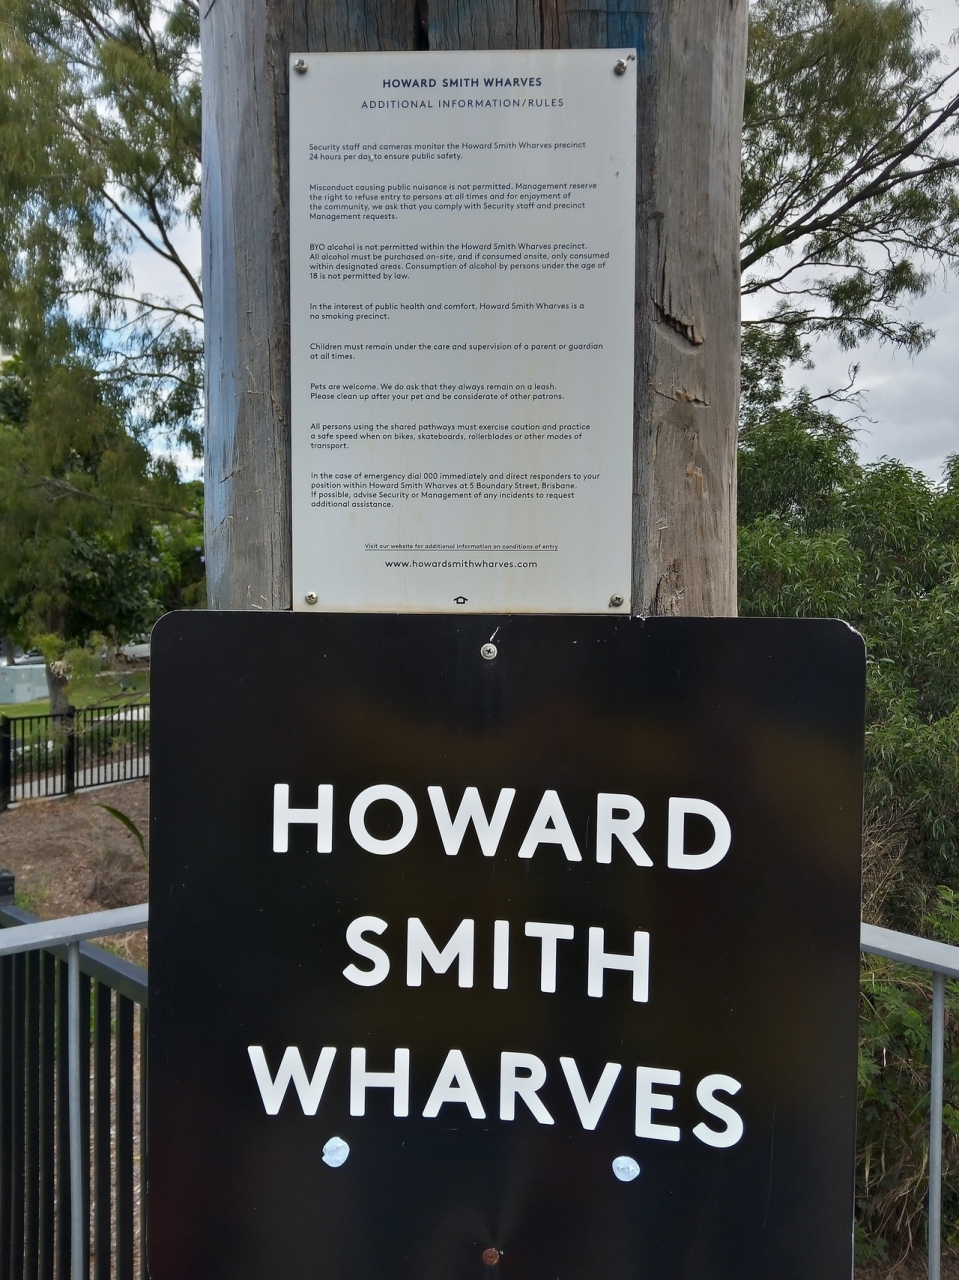 HOWARD SMITH WHARVES
ADDITIONAL INFORMATION/RULES
Security staff and cameras monitor the Howard Smith Wharves precinct
24 hours per day to ensure public safety.
Misconduct causing public nuisance is not permitted. Management reserve
the right to refuse entry to persons at all times and for enjoyment of
the community, we ask that you comply with Security staff and precinct
Management requests.
BYO alcohol is not permitted within the Howard Smith Wharves precinct.
All alcohol must be purchased on-site, and if consumed onsite, only consumed
within designated areas. Consumption of alcohol by persons under the age of
18 is not permitted by law.
In the interest of public health and comfort, Howard Smith Wharves is a
no smoking precinct.
Children must remain under the care and supervision of a parent or guardian
at all times.
Pets are welcome. We do ask that they always remain on a leash.
Please clean up after your pet and be considerate of other patrons.
All persons using the shared pathways must exercise caution and practice
a safe speed when on bikes, skateboards, rollerblades or other modes of
transport.
In the case of emergency dial 000 immediately and direct responders to your
position within Howard Smith Wharves at 5 Boundary Street, Brisbane.
If possible, advise Security or Management of any incidents to request
additional assistance.
Visit our website for additional information on conditions of entry
www.howardsmithwharves.com
HOWARD
SMITH
WHARVES